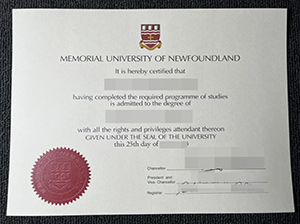 MEMORIAL UNIVERSITY OF NEWFOUNDLAND
It is hereby certified that
having completed the required programme of studies
is admitted to the degree of
with all the rights and privileges attendant thereon
GIVEN UNDER THE SEAL OF THE UNIVERSITY
this 25th day of
Chancellor
President and
Vice Chancellor
Registrar